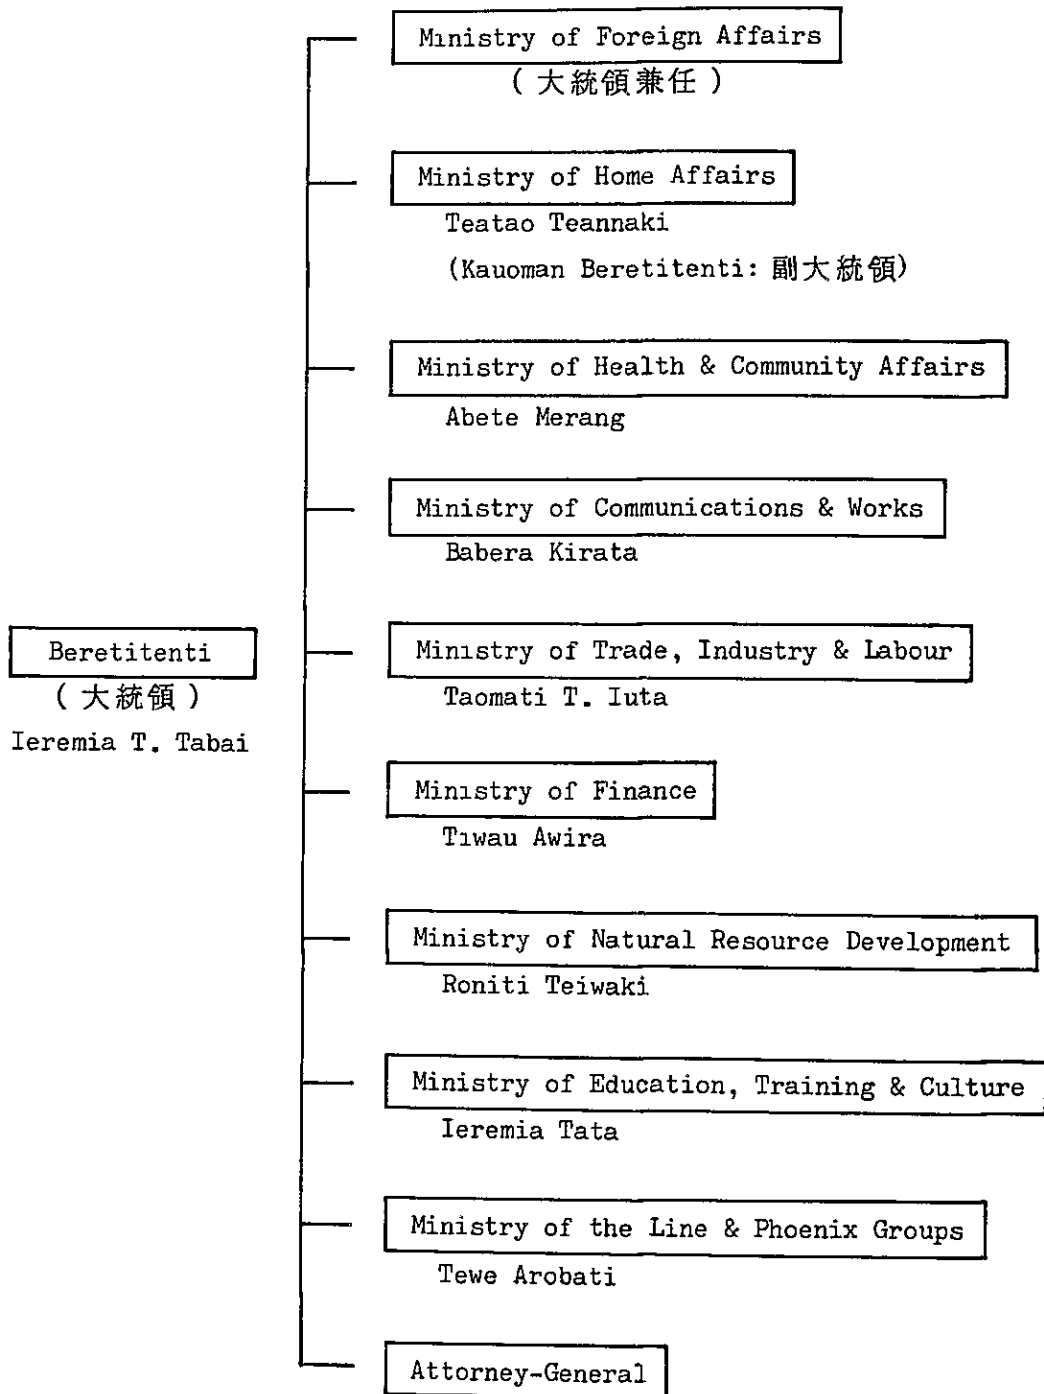 Ministry of Foreign Affairs
(大統領兼任)
Ministry of Home Affairs
Teatao Teannaki
(Kauoman Beretitenti: 副大統領)
Ministry of Health & Community Affairs
Abete Merang
Ministry of Communications & Works
Babera Kirata
Beretitenti
(大統領)
Ieremia T. Tabai
Ministry of Trade, Industry & Labour
Taomati T. Iuta
Ministry of Finance
Tiwau Awira
Ministry of Natural Resource Development
Roniti Teiwaki
Ministry of Education, Training & Culture
Ieremia Tata
Ministry of the Line & Phoenix Groups
Tewe Arobati
Attorney-General